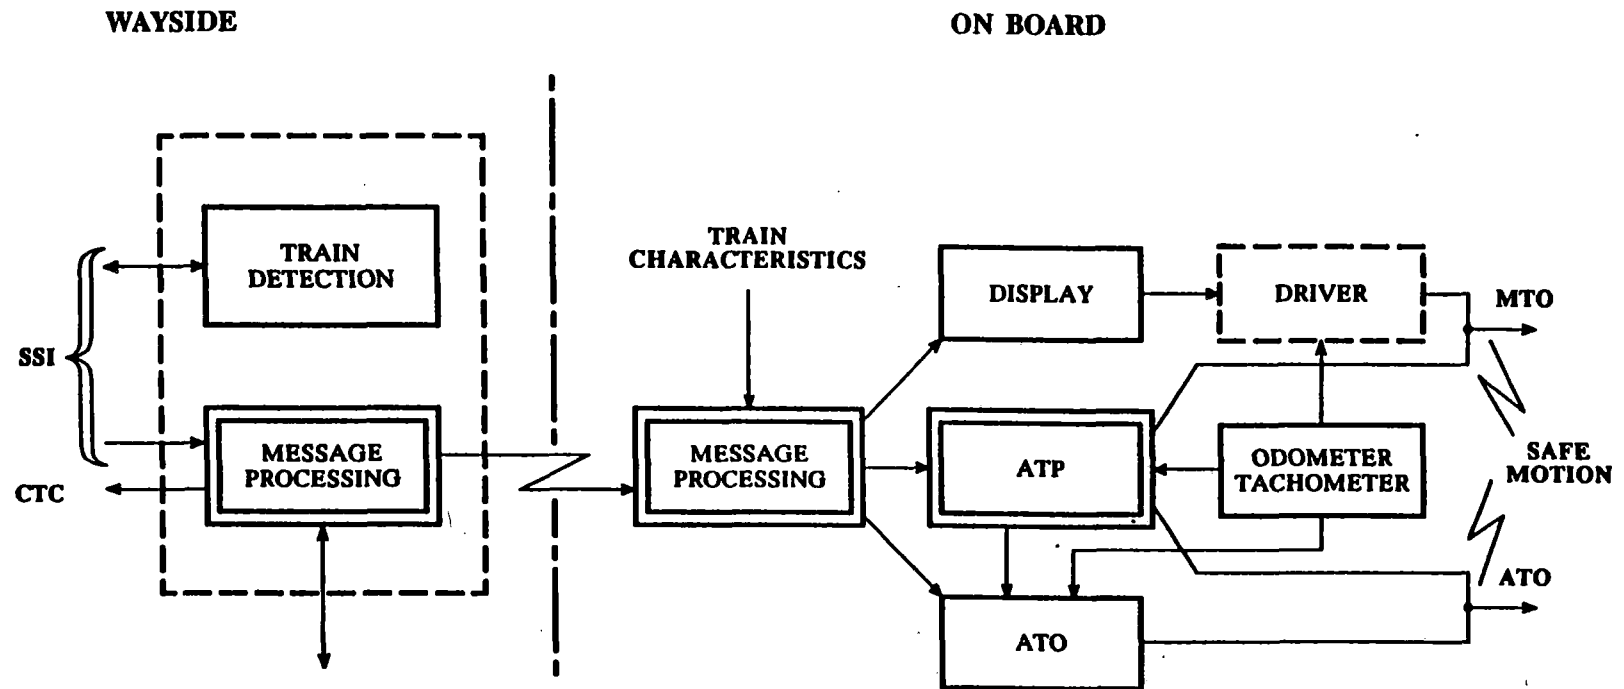 WAYSIDE
ON BOARD
TRAIN
DETECTION
TRAIN
CHARACTERISTICS
DISPLAY
DRIVER
MTO
SSI
MESSAGE
PROCESSING
MESSAGE
PROCESSING
ATP
ODOMETER
TACHOMETER
SAFE
MOTION
CTC
ATO
ATO